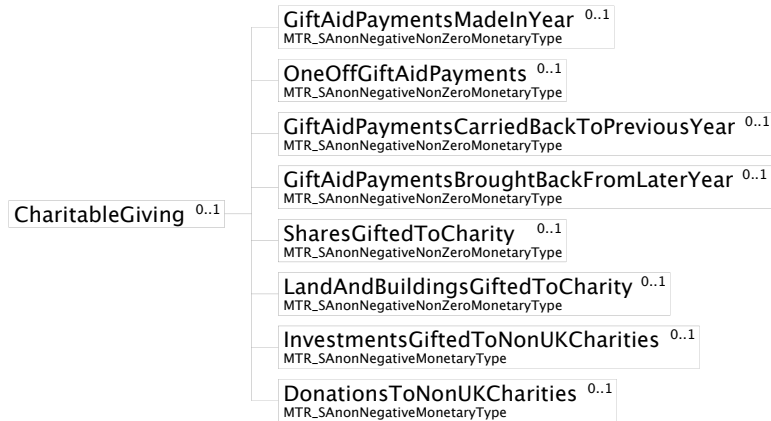 GiftAidPaymentsMadeInYear 0..1
MTR_SAnonNegativeNonZeroMonetaryType
OneOffGiftAidPayments 0..1
MTR_SAnonNegativeNonZeroMonetaryType
GiftAidPaymentsCarriedBackToPreviousYear 0..1
MTR_SAnonNegativeNonZeroMonetaryType
GiftAidPaymentsBroughtBackFromLaterYear 0..1
MTR_SAnonNegativeNonZeroMonetaryType
CharitableGiving 0..1
SharesGiftedToCharity 0..1
MTR_SAnonNegativeNonZeroMonetaryType
LandAndBuildingsGiftedToCharity 0..1
MTR_SAnonNegativeNonZeroMonetaryType
InvestmentsGiftedToNonUKCharities 0..1
MTR_SAnonNegativeMonetaryType
DonationsToNonUKCharities 0..1
MTR_SAnonNegativeMonetaryType